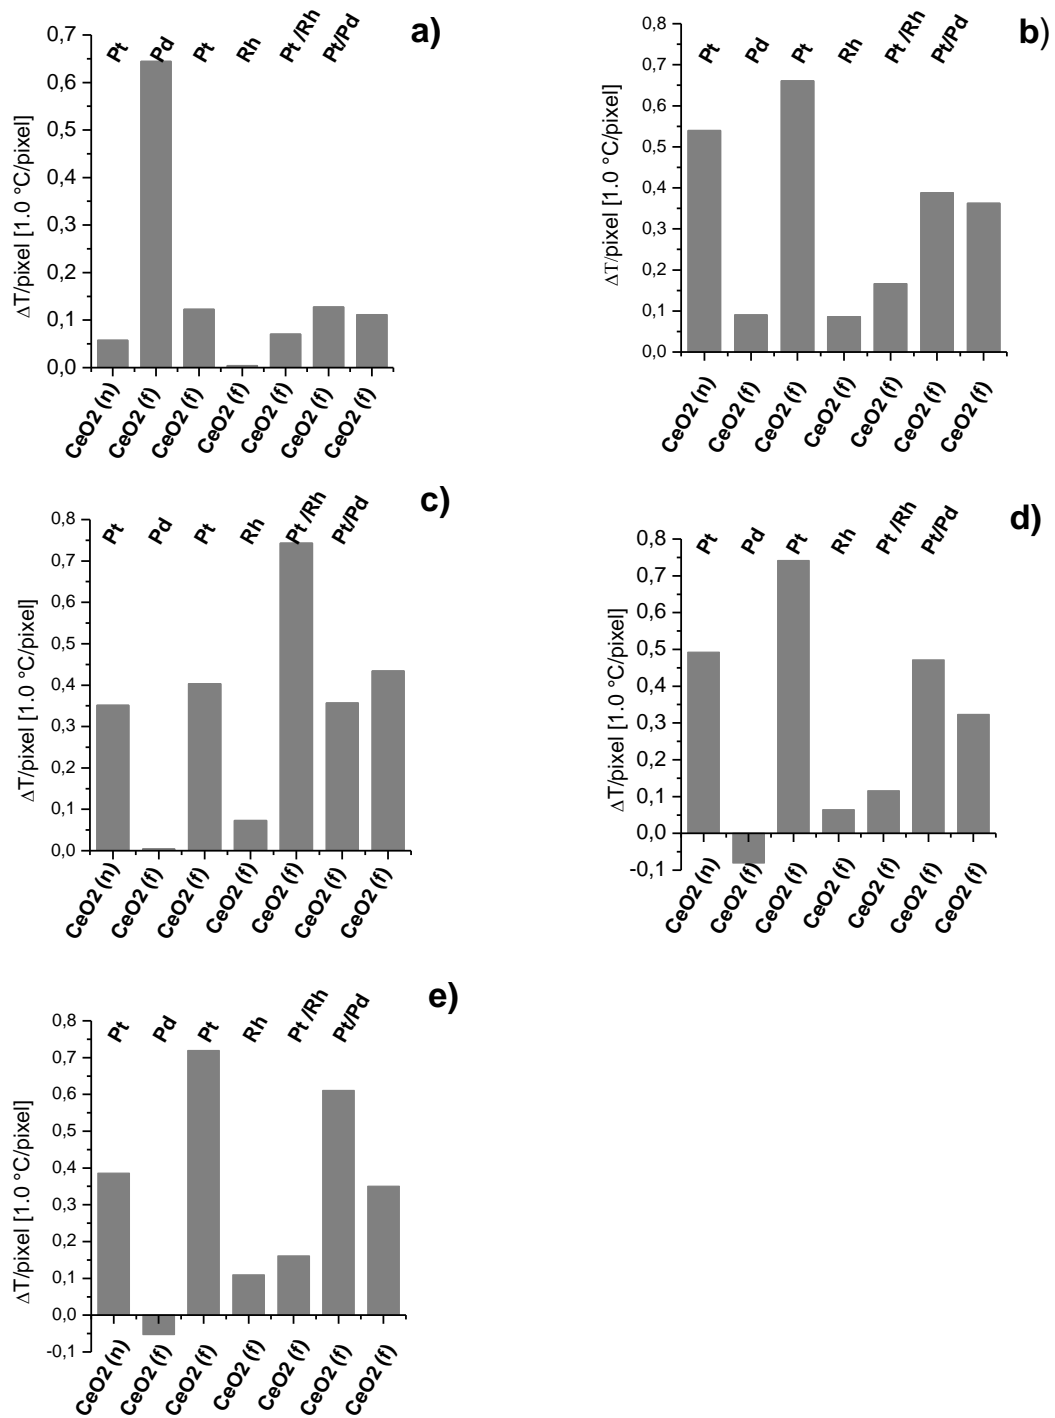 a)
Pt Pd Pt Rh Pt /Rh Pt/Pd
ΔT/pixel [1.0 °C/pixel]
0,7
0,6
0,5
0,4
0,3
0,2
0,1
0,0
CeO2 (n) CeO2 (f) CeO2 (f) CeO2 (f) CeO2 (f) CeO2 (f) CeO2 (f)
b)
Pt Pd Pt Rh Pt /Rh Pt/Pd
ΔT/pixel [1.0 °C/pixel]
0,8
0,7
0,6
0,5
0,4
0,3
0,2
0,1
0,0
CeO2 (n) CeO2 (f) CeO2 (f) CeO2 (f) CeO2 (f) CeO2 (f) CeO2 (f)
c)
Pt Pd Pt Rh Pt /Rh Pt/Pd
ΔT/pixel [1.0 °C/pixel]
0,8
0,7
0,6
0,5
0,4
0,3
0,2
0,1
0,0
CeO2 (n) CeO2 (f) CeO2 (f) CeO2 (f) CeO2 (f) CeO2 (f) CeO2 (f)
d)
Pt Pd Pt Rh Pt /Rh Pt/Pd
ΔT/pixel [1.0 °C/pixel]
0,8
0,7
0,6
0,5
0,4
0,3
0,2
0,1
0,0
-0,1
CeO2 (n) CeO2 (f) CeO2 (f) CeO2 (f) CeO2 (f) CeO2 (f) CeO2 (f)
e)
Pt Pd Pt Rh Pt /Rh Pt/Pd
ΔT/pixel [1.0 °C/pixel]
0,8
0,7
0,6
0,5
0,4
0,3
0,2
0,1
0,0
-0,1
CeO2 (n) CeO2 (f) CeO2 (f) CeO2 (f) CeO2 (f) CeO2 (f) CeO2 (f)